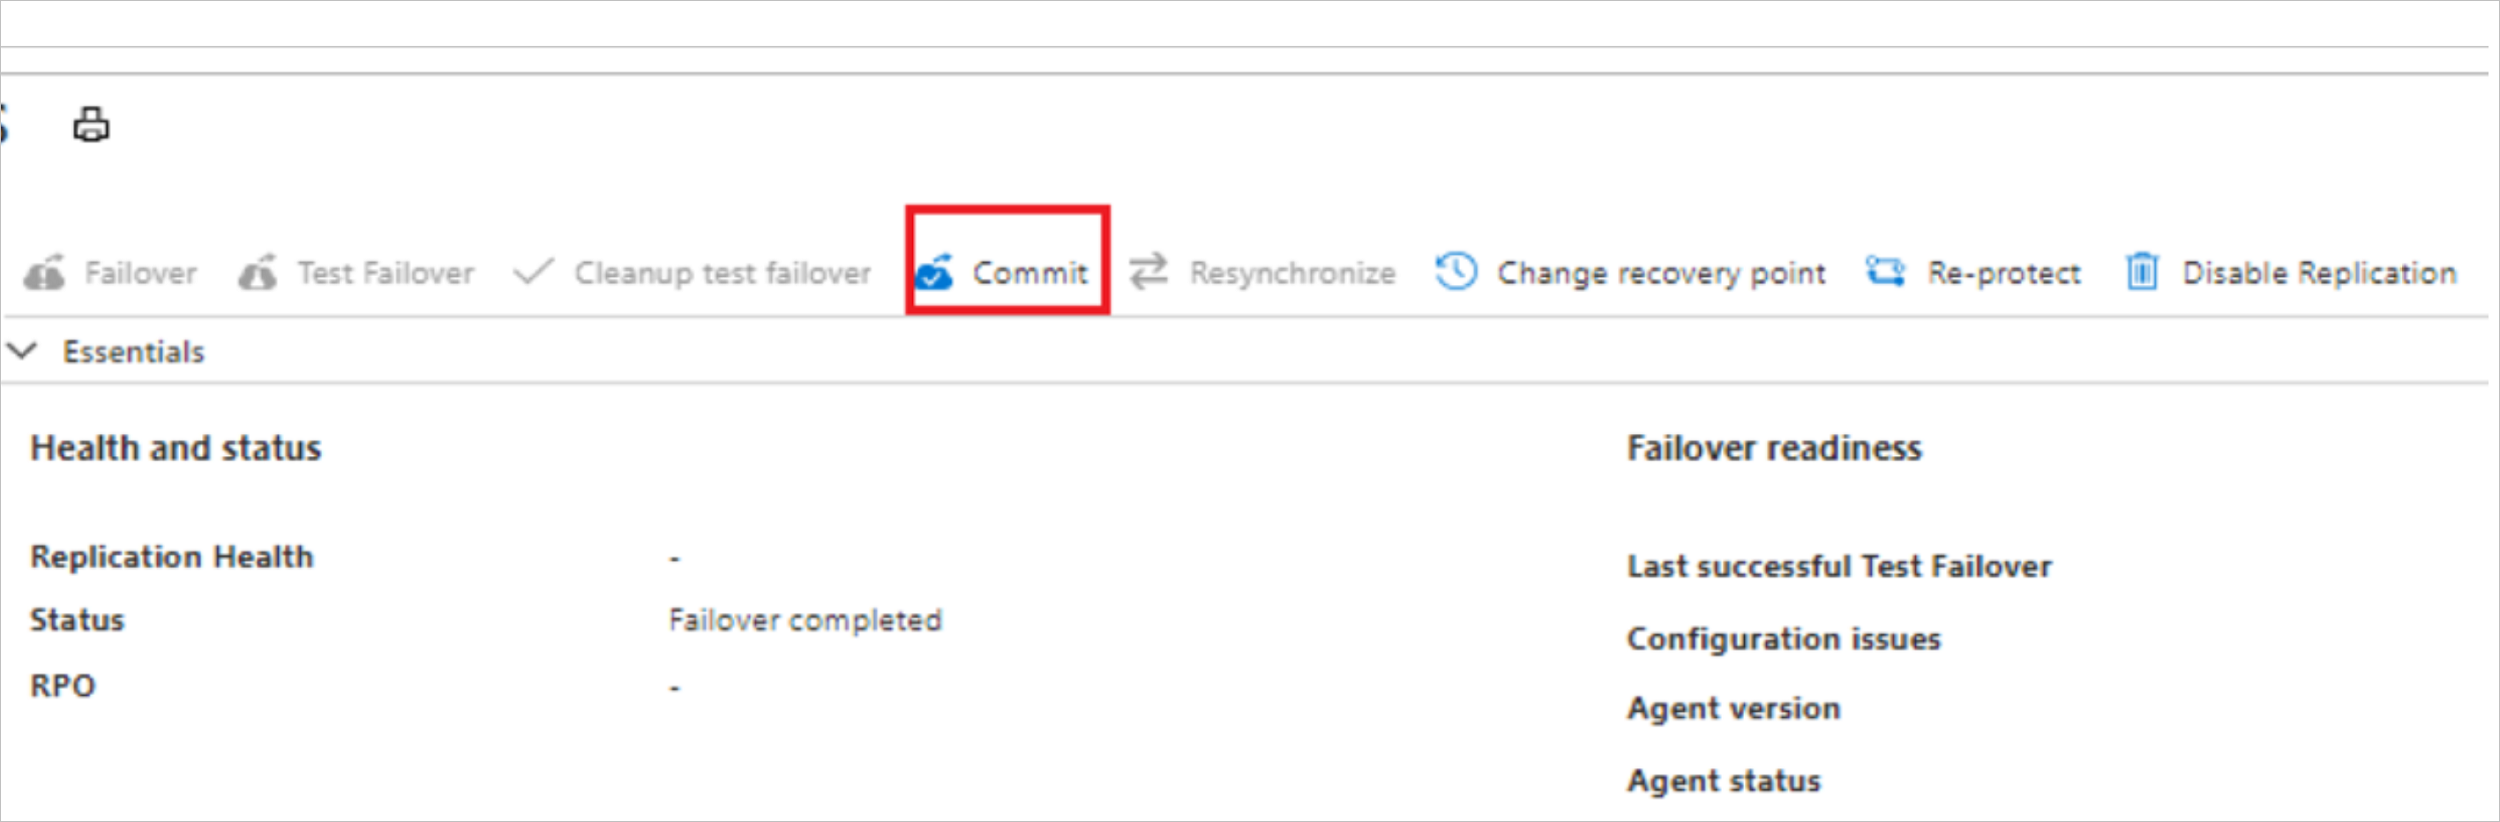 Failover Test Failover Cleanup test failover Commit Resynchronize Change recovery point Re-protect Disable Replication
Essentials
Health and status
Replication Health -
Status Failover completed
RPO -
Failover readiness
Last successful Test Failover
Configuration issues
Agent version
Agent status